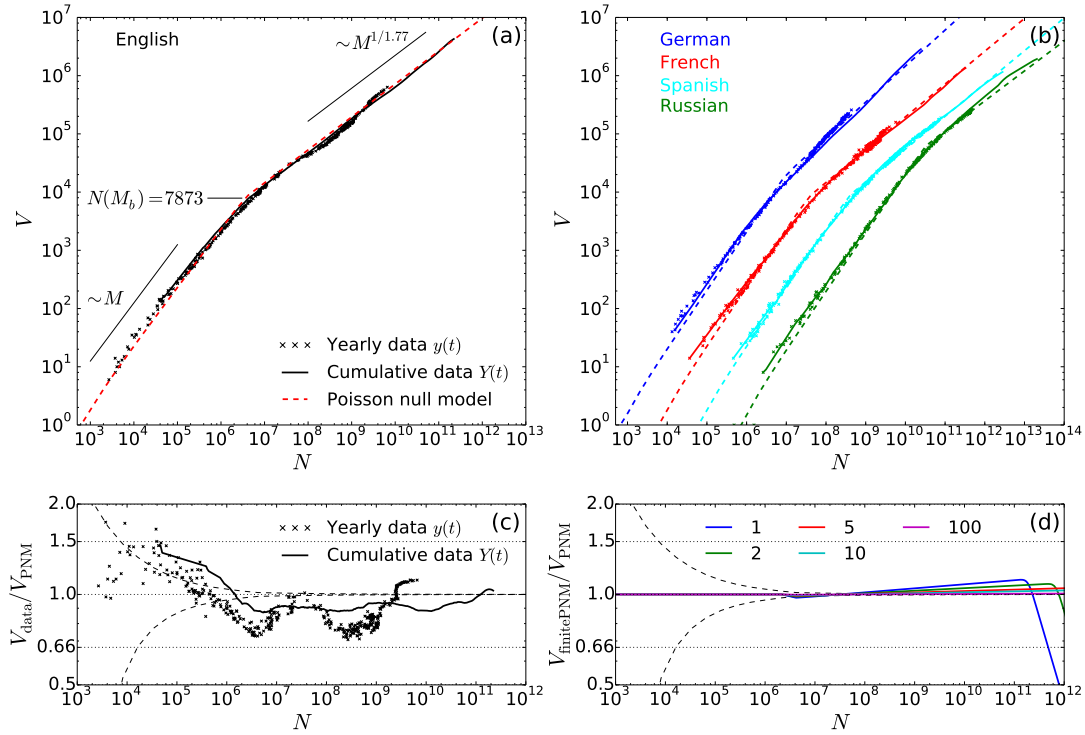 English
(a)
∼M^{1/1.77}
N(M_b) = 7873
∼M
××× Yearly data y(t)
Cumulative data Y(t)
Poisson null model
V
10^7
10^6
10^5
10^4
10^3
10^2
10^1
10^0
10^3 10^4 10^5 10^6 10^7 10^8 10^9 10^10 10^11 10^12 10^13
N
(b)
German
French
Spanish
Russian
V
10^7
10^6
10^5
10^4
10^3
10^2
10^1
10^0
10^3 10^4 10^5 10^6 10^7 10^8 10^9 10^10 10^11 10^12 10^13 10^14
N
(c)
××× Yearly data y(t)
Cumulative data Y(t)
V_data/V_PNM
2.0
1.5
1.0
0.66
0.5
10^3 10^4 10^5 10^6 10^7 10^8 10^9 10^10 10^11 10^12
N
(d)
1 5 100
2 10
V_finitePNM/V_PNM
2.0
1.5
1.0
0.66
0.5
10^3 10^4 10^5 10^6 10^7 10^8 10^9 10^10 10^11 10^12
N